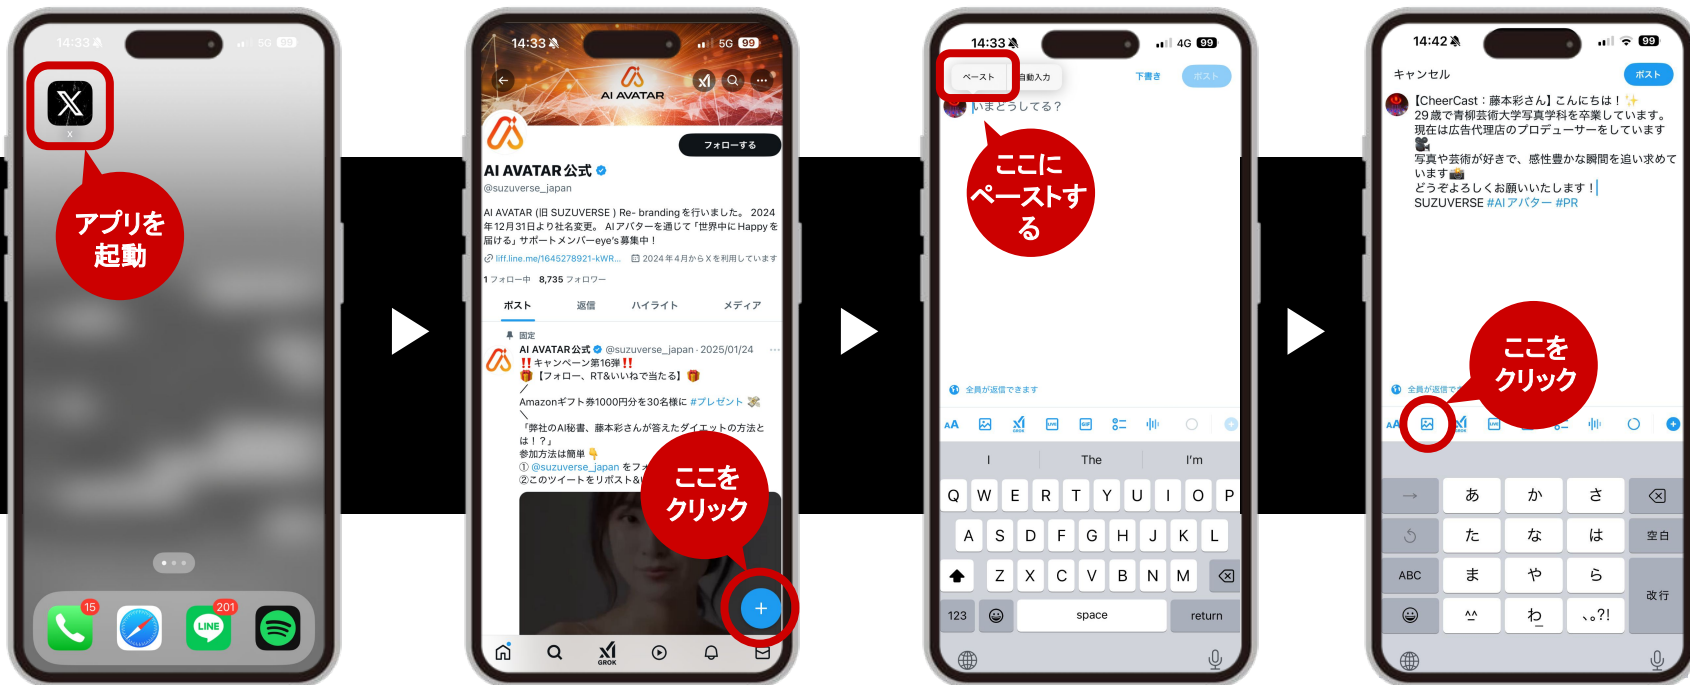 14:33
5G 99
X
アプリを
起動
15
201
LINE
14:33
5G 99
AI AVATAR
フォローする
AI AVATAR公式
@suzuverse_japan
AI AVATAR (旧 SUZUVERSE ) Re- brandingを行いました。 2024
年12月31日より社名変更。 AIアバターを通じて「世界中にHappyを
届ける」サポートメンバーeye's募集中！
liff.line.me/1645278921-kWR... 2024年4月からXを利用しています
1 フォロー中 8,735 フォロワー
ポスト 返信 ハイライト メディア
固定
AI AVATAR公式 @suzuverse_japan · 2025/01/24 ...
‼️キャンペーン第16弾‼️
🎁【フォロー、RT&いいねで当たる】🎁
／
Amazonギフト券1000円分を30名様に #プレゼント 💸
＼
「弊社のAI秘書、藤本彩さんが答えたダイエットの方法と
は！？」
参加方法は簡単👇
① @suzuverse_japan をフォ
②このツイートをリポスト&
ここを
クリック
GROK
14:33
4G 99
ペースト 自動入力
下書き ポスト
いまどうしてる？
ここに
ペーストす
る
全員が返信できます
AA GROK LIVE GIF
I The I'm
Q W E R T Y U I O P
A S D F G H J K L
Z X C V B N M
123 space return
14:42
99
キャンセル ポスト
【CheerCast：藤本彩さん】こんにちは！✨
29歳で青柳芸術大学写真学科を卒業しています。
現在は広告代理店のプロデューサーをしています
🎥
写真や芸術が好きで、感性豊かな瞬間を追い求めて
います📸
どうぞよろしくお願いいたします！
SUZUVERSE #AIアバター #PR
ここを
クリック
全員が返信で
AA GROK LIVE
→ あ か さ
た な は 空白
ABC ま や ら 改行
^^ わ 、。?!